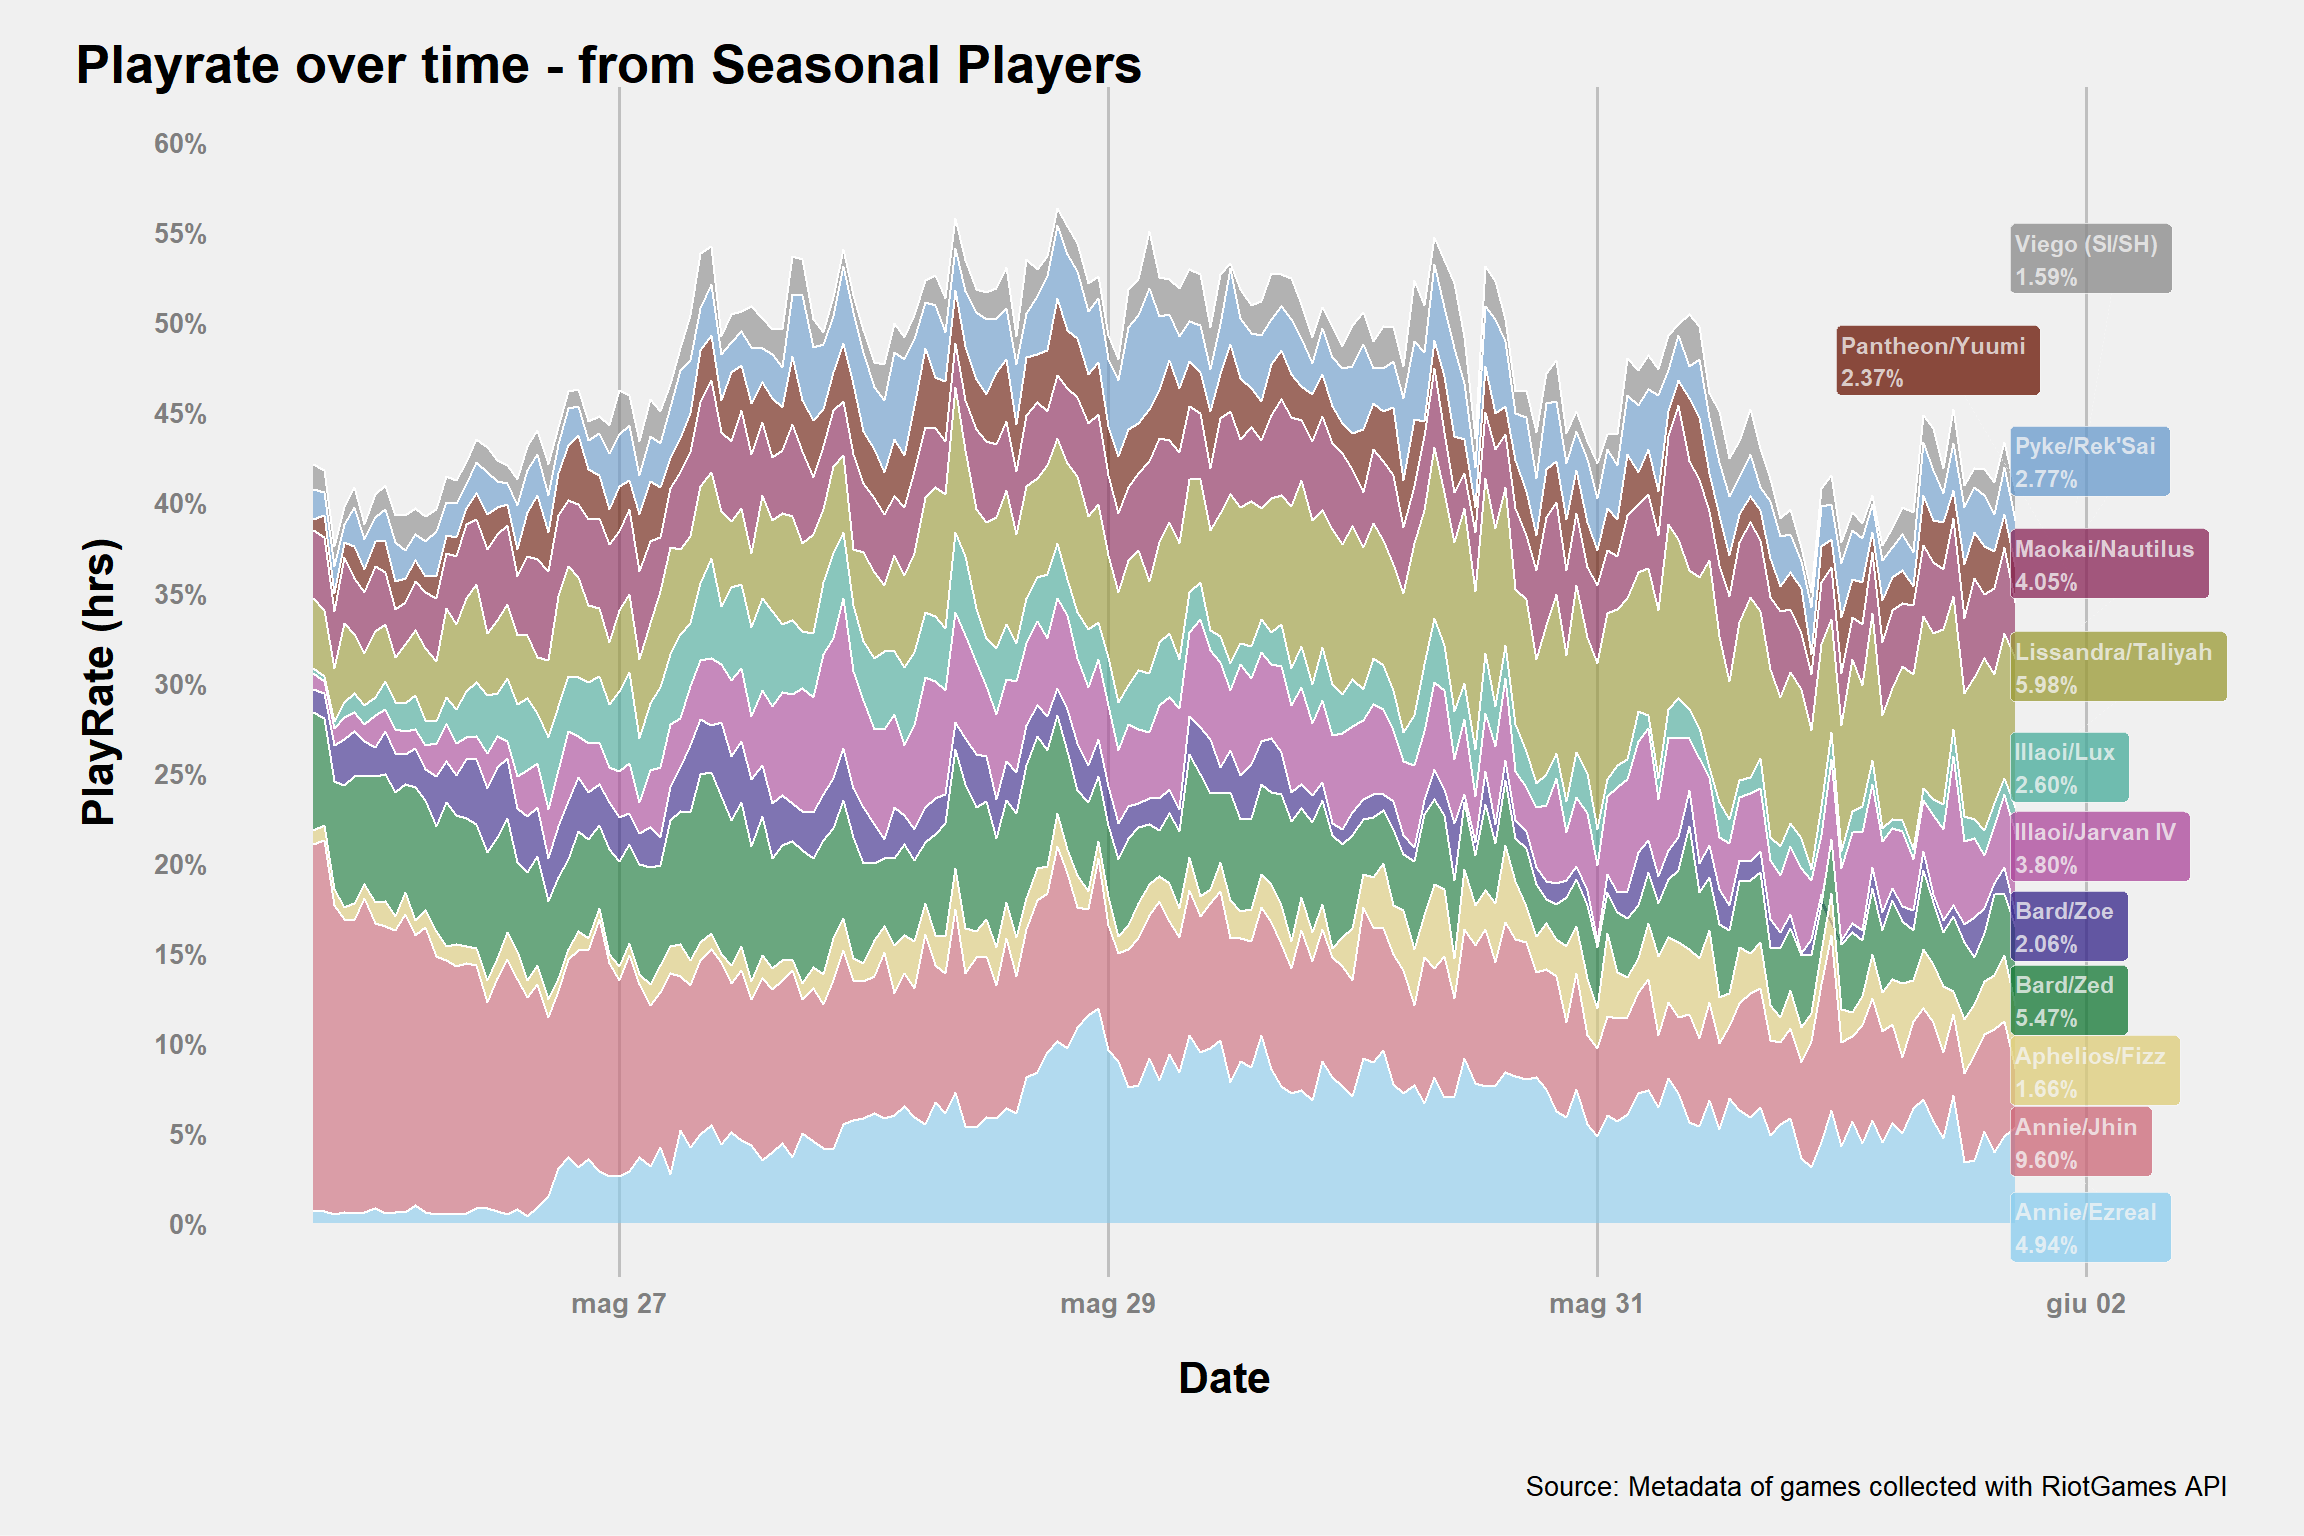 Playrate over time - from Seasonal Players
PlayRate (hrs)
60%
55%
50%
45%
40%
35%
30%
25%
20%
15%
10%
5%
0%
Viego (SI/SH)
1.59%
Pantheon/Yuumi
2.37%
Pyke/Rek'Sai
2.77%
Maokai/Nautilus
4.05%
Lissandra/Taliyah
5.98%
Illaoi/Lux
2.60%
Illaoi/Jarvan IV
3.80%
Bard/Zoe
2.06%
Bard/Zed
5.47%
Aphelios/Fizz
1.66%
Annie/Jhin
9.60%
Annie/Ezreal
4.94%
mag 27
mag 29
mag 31
giu 02
Date
Source: Metadata of games collected with RiotGames API